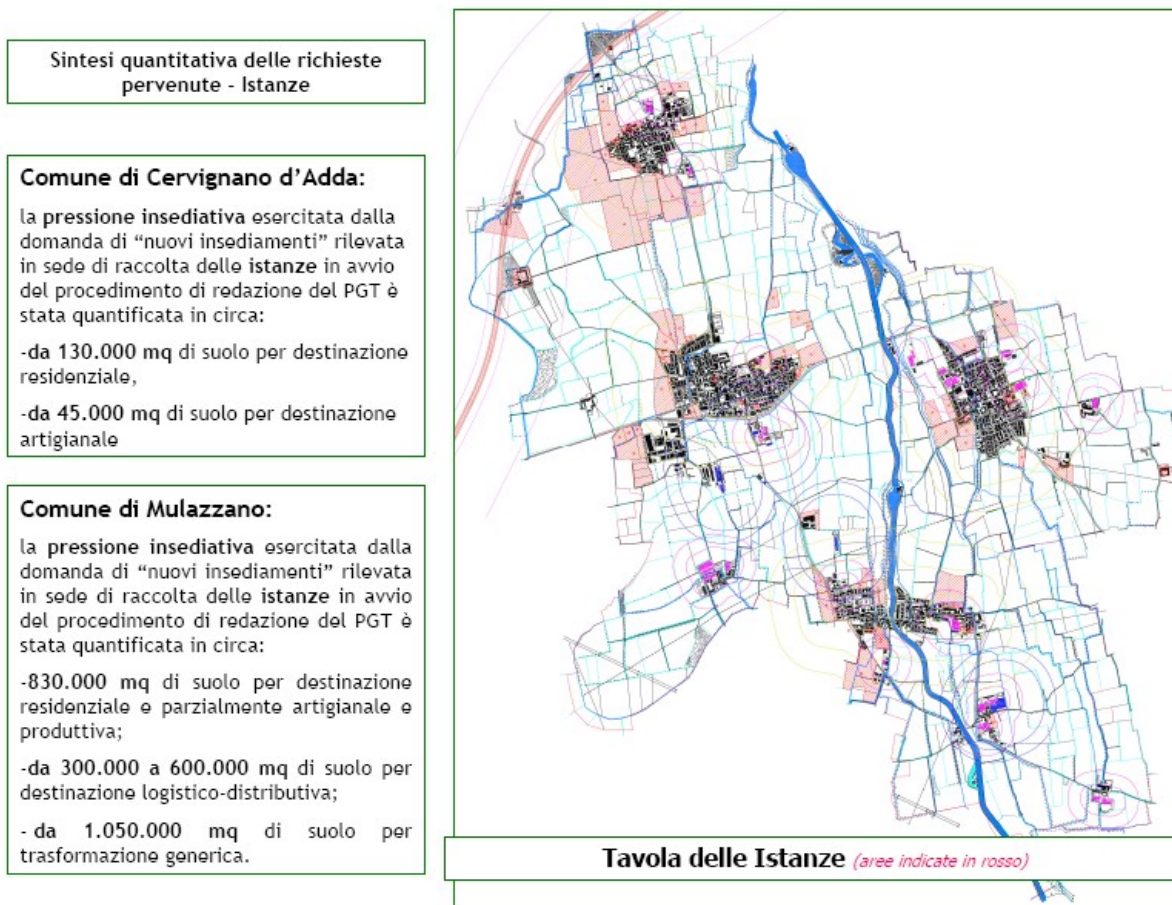 Sintesi quantitativa delle richieste
pervenute - Istanze
Comune di Cervignano d’Adda:
la pressione insediativa esercitata dalla
domanda di “nuovi insediamenti” rilevata
in sede di raccolta delle istanze in avvio
del procedimento di redazione del PGT è
stata quantificata in circa:
-da 130.000 mq di suolo per destinazione
residenziale,
-da 45.000 mq di suolo per destinazione
artigianale
Comune di Mulazzano:
la pressione insediativa esercitata dalla
domanda di “nuovi insediamenti” rilevata
in sede di raccolta delle istanze in avvio
del procedimento di redazione del PGT è
stata quantificata in circa:
-830.000 mq di suolo per destinazione
residenziale e parzialmente artigianale e
produttiva;
-da 300.000 a 600.000 mq di suolo per
destinazione logistico-distributiva;
- da 1.050.000 mq di suolo per
trasformazione generica.
Tavola delle Istanze (aree indicate in rosso)